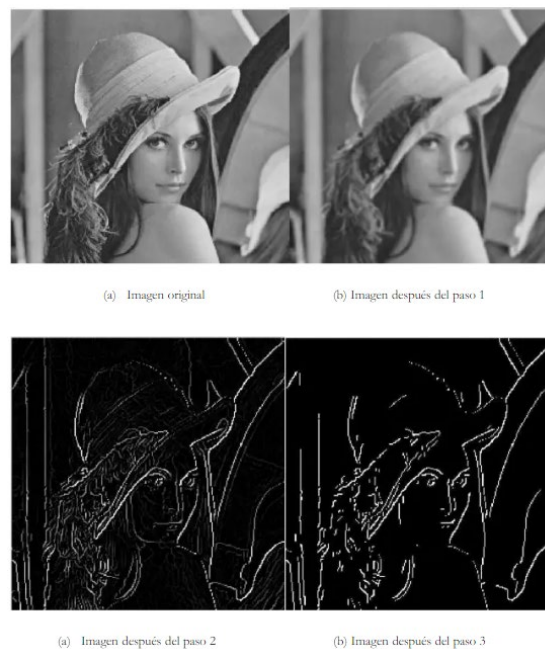 (a) Imagen original
(b) Imagen después del paso 1
(a) Imagen después del paso 2
(b) Imagen después del paso 3